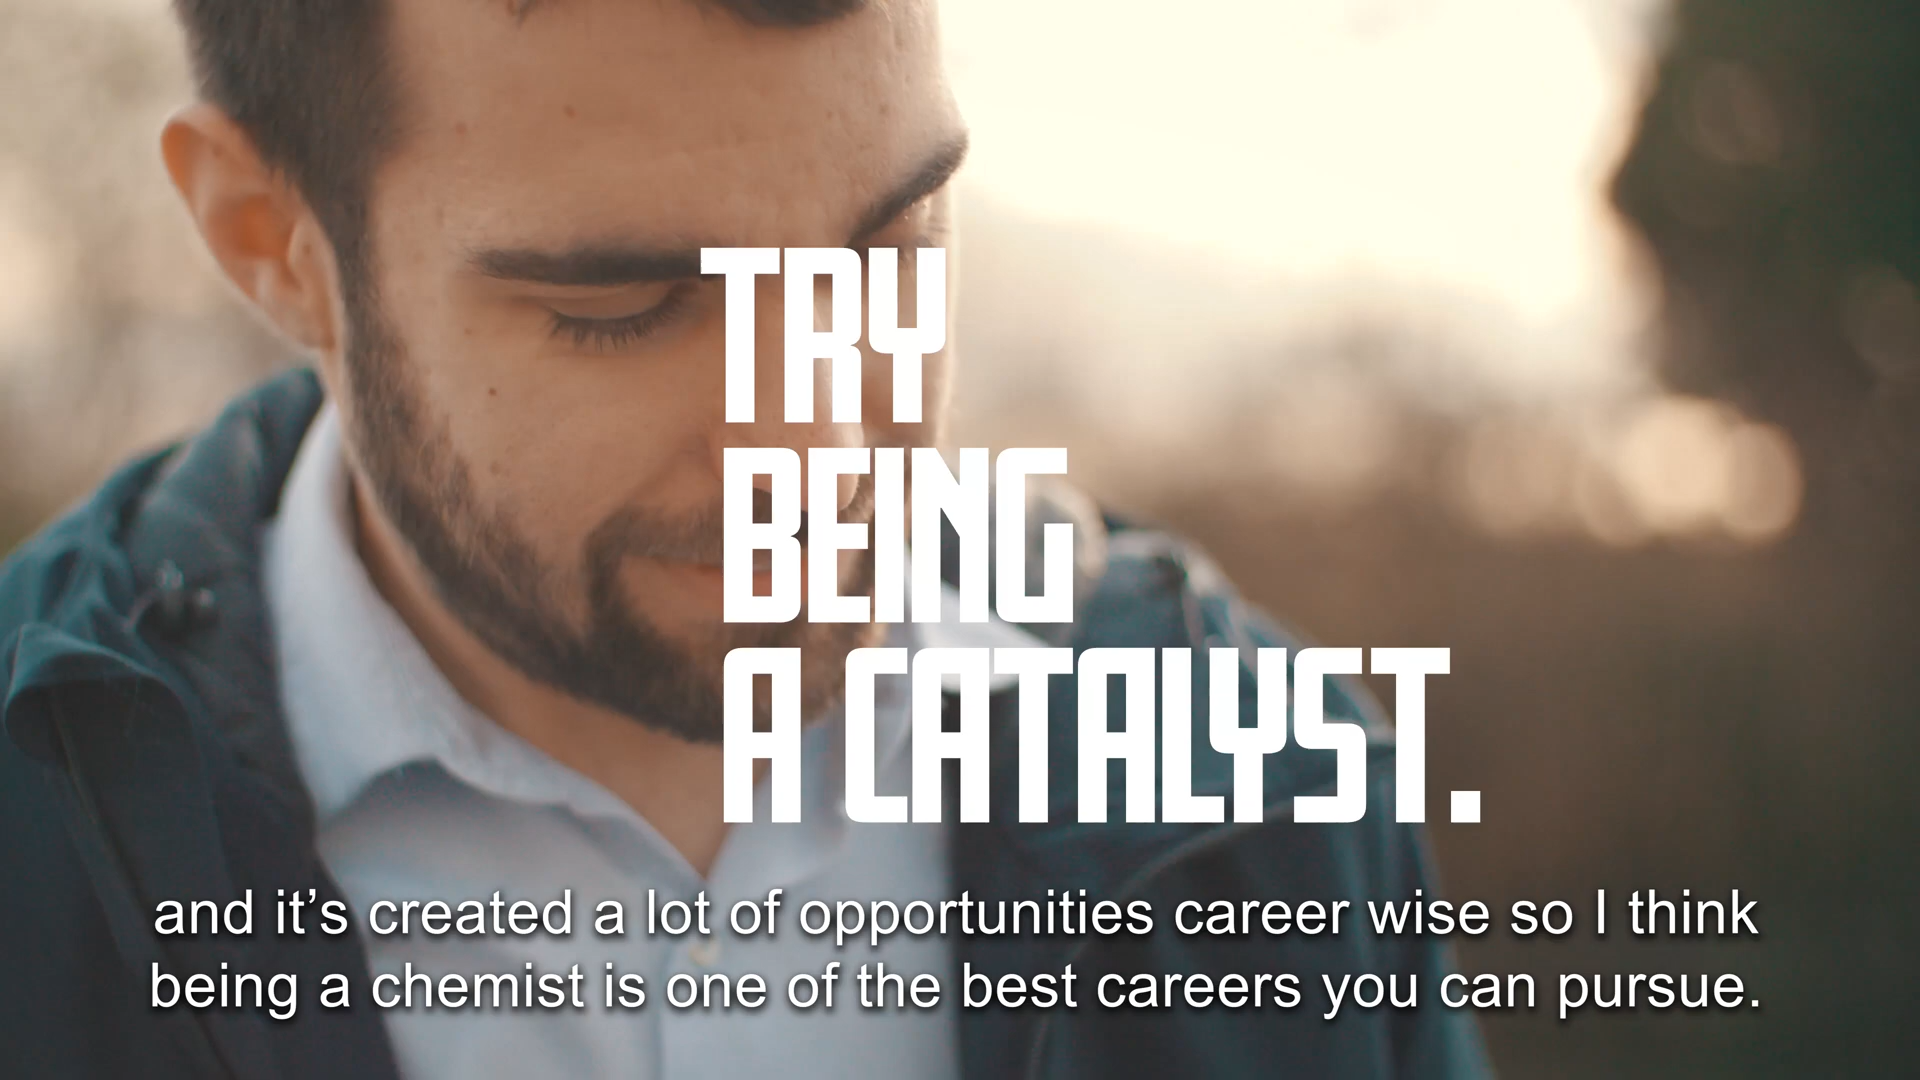 TRY
BEING
A CATALYST.
and it’s created a lot of opportunities career wise so I think
being a chemist is one of the best careers you can pursue.